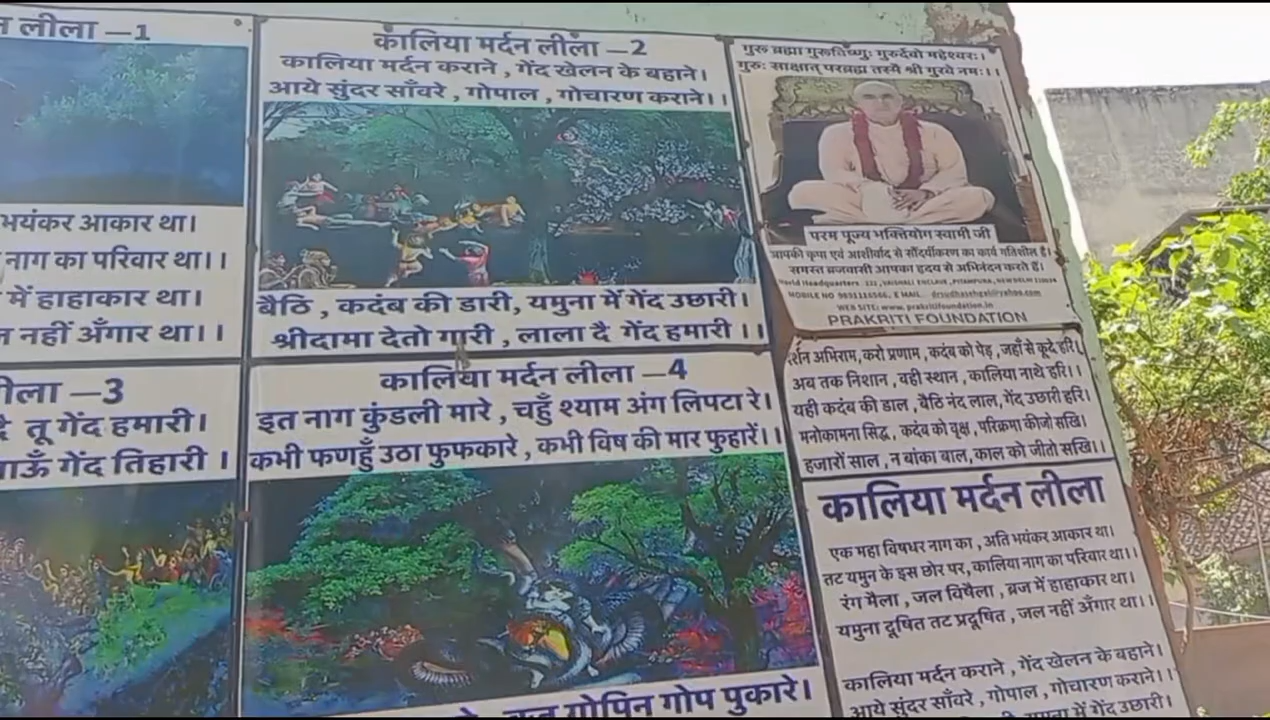 न लीला —1
भयंकर आकार था।
नाग का परिवार था।।
में हाहाकार था।
नहीं अँगार था।।
कालिया मर्दन लीला —2
कालिया मर्दन कराने , गेंद खेलन के बहाने।
आये सुंदर साँवरे , गोपाल , गोचारण कराने।।
बैठि , कदंब की डारी, यमुना में गेंद उछारी।
श्रीदामा देतो गारी , लाला दै गेंद हमारी ।।
गुरू ब्रह्मा गुरूर्विष्णुः गुरुर्देवो महेश्वरः।
गुरुः साक्षात् परब्रह्म तस्मै श्री गुरवे नमः।।
परम पूज्य भक्तियोग स्वामी जी
आपकी कृपा एवं आशीर्वाद से सौंदर्यीकरण का कार्य गतिशील है।
समस्त ब्रजवासी आपका हृदय से अभिनंदन करते हैं।
World Headquarters 122, VAISHALI ENCLAVE , PITAMPURA, NEW DELHI
MOBILE NO E MAIL
WEB SITE: www. prakritifoundation.in
PRAKRITI FOUNDATION
लीला —3
तू गेंद हमारी।
गेंद तिहारी ।
कालिया मर्दन लीला —4
इत नाग कुंडली मारे , चहुँ श्याम अंग लिपटा रे।
कभी फणहुँ उठा फुफकारे , कभी विष की मार फुहारें।।
गोपिन गोप पुकारे।
दर्शन अभिराम, करो प्रणाम , कदंब को पेड़ , जहाँ से कूदे हरि।
अब तक निशान , वही स्थान , कालिया नाथे हरि।।
यही कदंब की डाल , बैठि नंद लाल, गेंद उछारी हरि।
मनोकामना सिद्ध , कदंब को वृक्ष , परिक्रमा कीजो सखि।
हजारों साल , न बांका बाल, काल को जीतो सखि।।
कालिया मर्दन लीला
एक महा विषधर नाग का , अति भयंकर आकार था।
तट यमुन के इस छोर पर, कालिया नाग का परिवार था।।
रंग मैला , जल विषैला , ब्रज में हाहाकार था।
यमुना दूषित तट प्रदूषित , जल नहीं अँगार था।।
कालिया मर्दन कराने , गेंद खेलन के बहाने।
आये सुंदर साँवरे , गोपाल , गोचारण कराने।।
यमुना में गेंद उछारी।